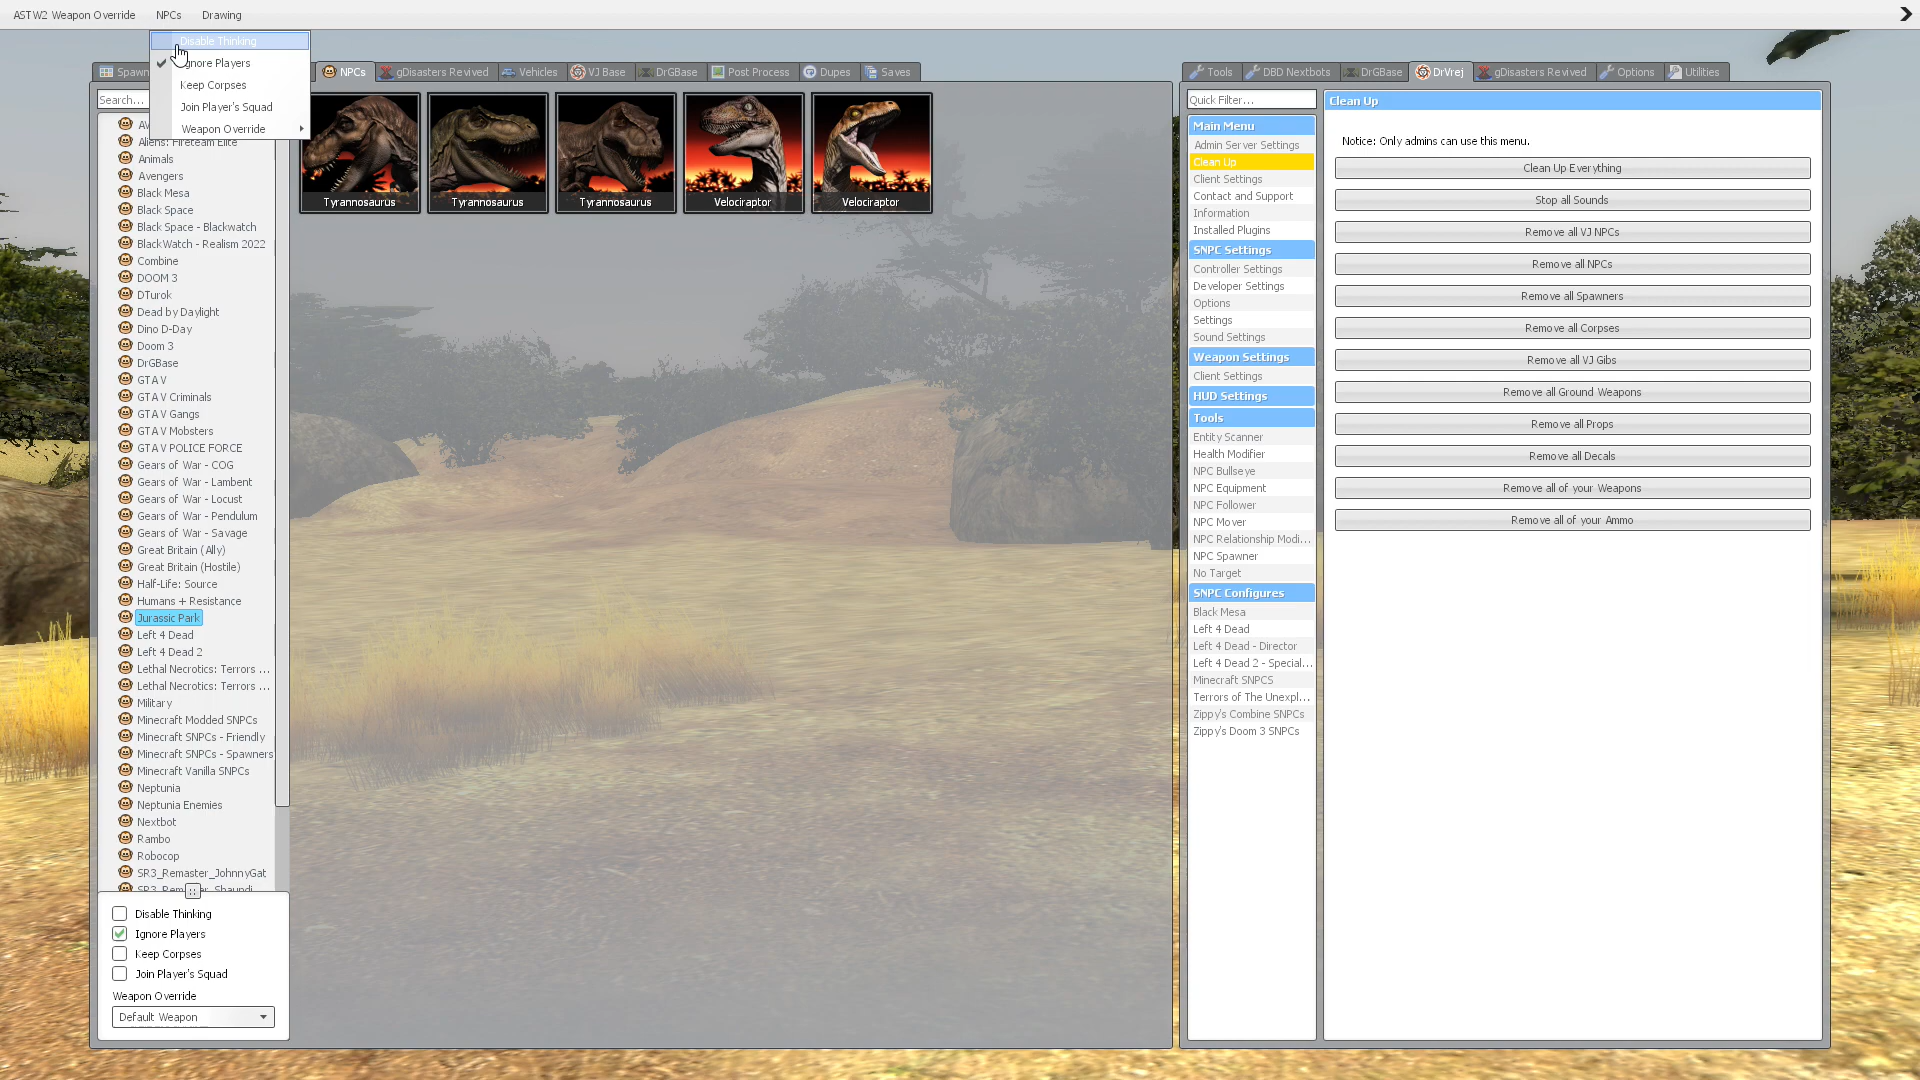 ASTW2 Weapon Override
NPCs
Drawing
Disable Thinking
Ignore Players
Keep Corpses
Join Player's Squad
Weapon Override
NPCs
gDisasters Revived
Vehicles
VJ Base
DrGBase
Post Process
Dupes
Saves
Search...
Aliens: Fireteam Elite
Animals
Avengers
Black Mesa
Black Space
Black Space - Blackwatch
BlackWatch - Realism 2022
Combine
DOOM 3
DTurok
Dead by Daylight
Dino D-Day
Doom 3
DrGBase
GTA V
GTA V Criminals
GTA V Gangs
GTA V Mobsters
GTA V POLICE FORCE
Gears of War - COG
Gears of War - Lambent
Gears of War - Locust
Gears of War - Pendulum
Gears of War - Savage
Great Britain (Ally)
Great Britain (Hostile)
Half-Life: Source
Humans + Resistance
Jurassic Park
Left 4 Dead
Left 4 Dead 2
Lethal Necrotics: Terrors ...
Lethal Necrotics: Terrors ...
Military
Minecraft Modded SNPCs
Minecraft SNPCs - Friendly
Minecraft SNPCs - Spawners
Minecraft Vanilla SNPCs
Neptunia
Neptunia Enemies
Nextbot
Rambo
Robocop
SR3_Remaster_JohnnyGat
Disable Thinking
Ignore Players
Keep Corpses
Join Player's Squad
Weapon Override
Default Weapon
Tyrannosaurus
Tyrannosaurus
Tyrannosaurus
Velociraptor
Velociraptor
Tools
DBD Nextbots
DrGBase
DrVrej
gDisasters Revived
Options
Utilities
Quick Filter...
Main Menu
Admin Server Settings
Clean Up
Client Settings
Contact and Support
Information
Installed Plugins
SNPC Settings
Controller Settings
Developer Settings
Options
Settings
Sound Settings
Weapon Settings
Client Settings
HUD Settings
Tools
Entity Scanner
Health Modifier
NPC Bullseye
NPC Equipment
NPC Follower
NPC Mover
NPC Relationship Modi...
NPC Spawner
No Target
SNPC Configures
Black Mesa
Left 4 Dead
Left 4 Dead - Director
Left 4 Dead 2 - Special...
Minecraft SNPCS
Terrors of The Unexpl...
Zippy's Combine SNPCs
Zippy's Doom 3 SNPCs
Clean Up
Notice: Only admins can use this menu.
Clean Up Everything
Stop all Sounds
Remove all VJ NPCs
Remove all NPCs
Remove all Spawners
Remove all Corpses
Remove all VJ Gibs
Remove all Ground Weapons
Remove all Props
Remove all Decals
Remove all of your Weapons
Remove all of your Ammo